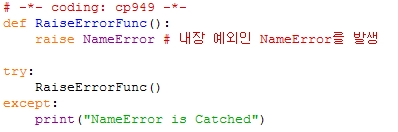 # -*- coding: cp949 -*-
def RaiseErrorFunc():
    raise NameError # 내장 예외인 NameError를 발생

try:
    RaiseErrorFunc()
except:
    print("NameError is Catched")